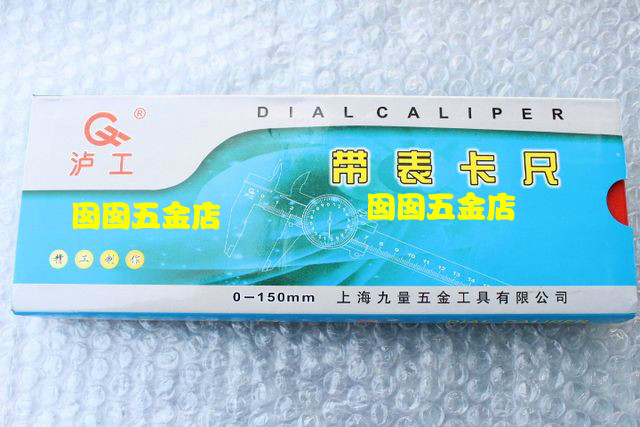 DIAL CALIPER
®
沪工
带表卡尺
囡囡五金店
囡囡五金店
精工制作
0-150mm 上海九量五金工具有限公司